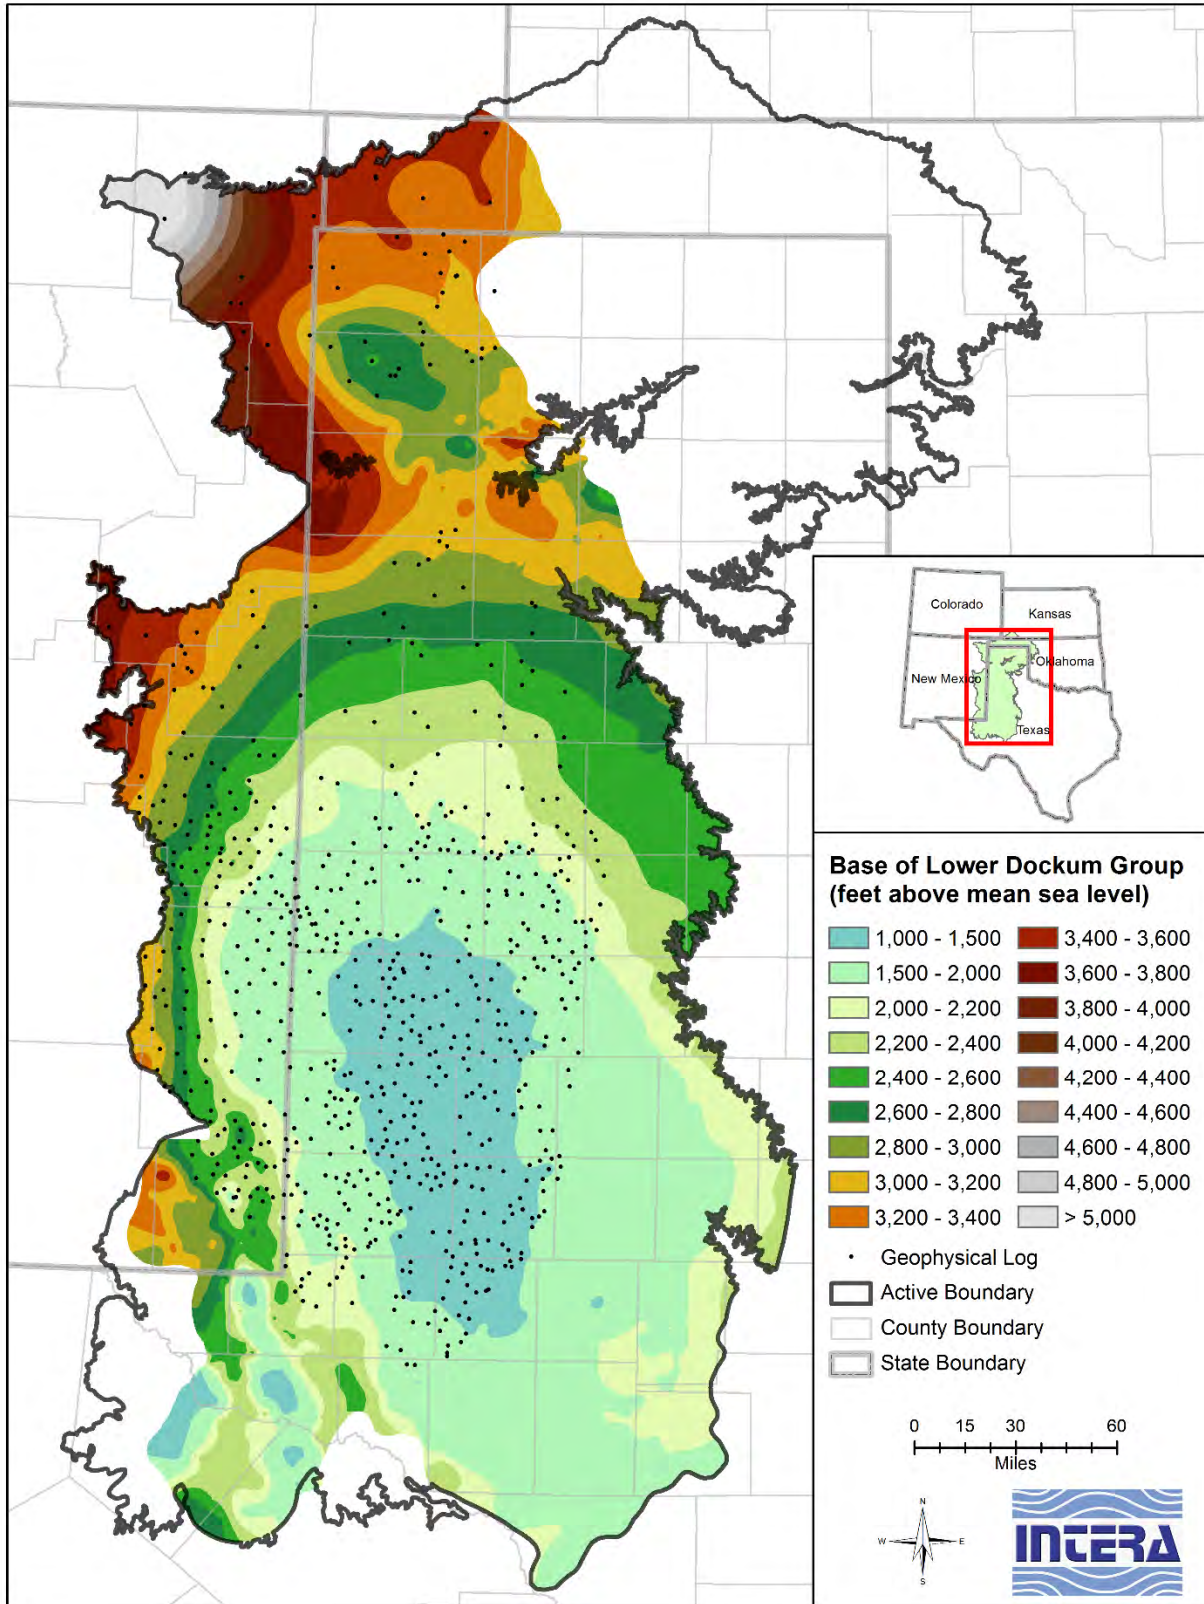 Colorado
Kansas
New Mexico
Oklahoma
Texas
Base of Lower Dockum Group
(feet above mean sea level)
1,000 - 1,500
3,400 - 3,600
1,500 - 2,000
3,600 - 3,800
2,000 - 2,200
3,800 - 4,000
2,200 - 2,400
4,000 - 4,200
2,400 - 2,600
4,200 - 4,400
2,600 - 2,800
4,400 - 4,600
2,800 - 3,000
4,600 - 4,800
3,000 - 3,200
4,800 - 5,000
3,200 - 3,400
> 5,000
Geophysical Log
Active Boundary
County Boundary
State Boundary
0 15 30 60
Miles
N
W E
S
INTERA